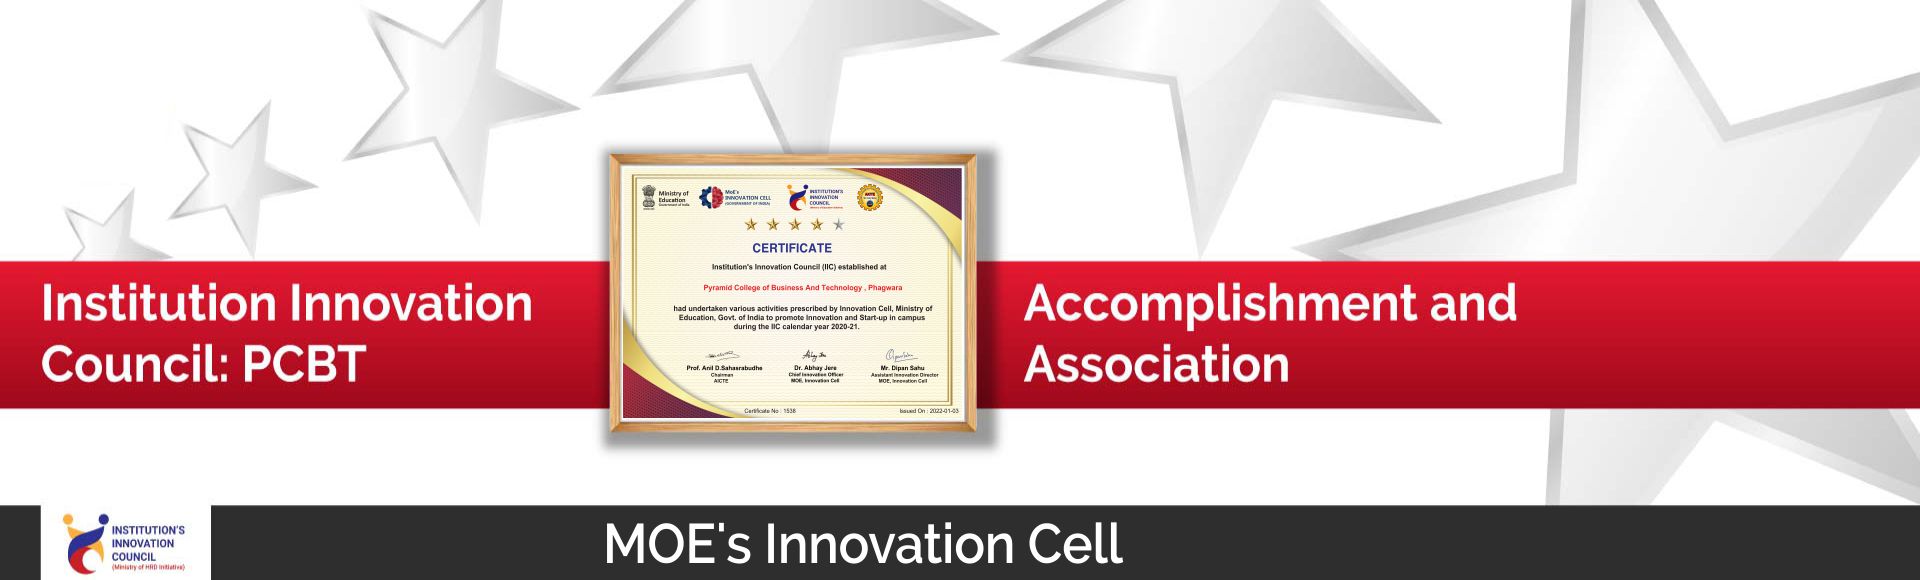 Institution Innovation
Council: PCBT
Ministry of
Education
Government of India
MoE's
INNOVATION CELL
(GOVERNMENT OF INDIA)
INSTITUTION'S
INNOVATION
COUNCIL
CERTIFICATE
Institution's Innovation Council (IIC) established at
Pyramid College of Business And Technology , Phagwara
had undertaken various activities prescribed by Innovation Cell, Ministry of
Education, Govt. of India to promote Innovation and Start-up in campus
during the IIC calendar year 2020-21.
Prof. Anil D.Sahasrabudhe
Chairman
AICTE
Dr. Abhay Jere
Chief Innovation Officer
MOE, Innovation Cell
Mr. Dipan Sahu
Assistant Innovation Director
MOE, Innovation Cell
Certificate No : 1538
Issued On : 2022-01-03
Accomplishment and
Association
INSTITUTION'S
INNOVATION
COUNCIL
(Ministry of HRD Initiative)
MOE's Innovation Cell